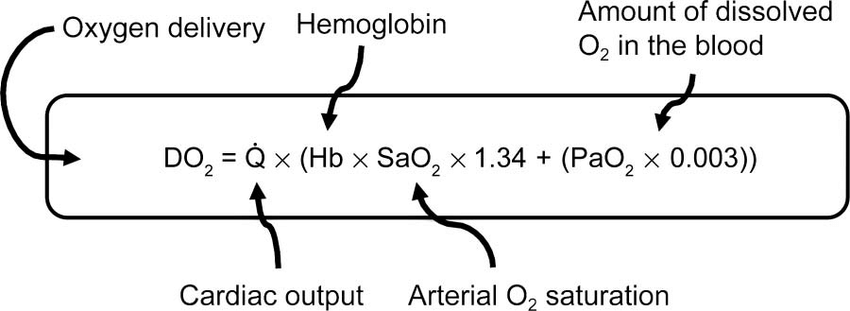 Oxygen delivery
Hemoglobin
Amount of dissolved
O₂ in the blood
DO₂ = Q̇ × (Hb × SaO₂ × 1.34 + (PaO₂ × 0.003))
Cardiac output
Arterial O₂ saturation